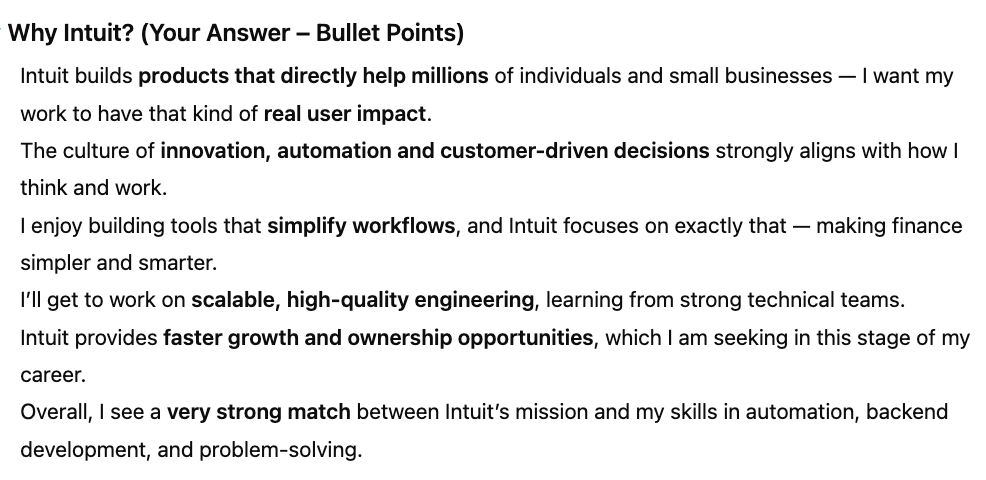 Why Intuit? (Your Answer – Bullet Points)
Intuit builds products that directly help millions of individuals and small businesses — I want my
work to have that kind of real user impact.
The culture of innovation, automation and customer-driven decisions strongly aligns with how I
think and work.
I enjoy building tools that simplify workflows, and Intuit focuses on exactly that — making finance
simpler and smarter.
I’ll get to work on scalable, high-quality engineering, learning from strong technical teams.
Intuit provides faster growth and ownership opportunities, which I am seeking in this stage of my
career.
Overall, I see a very strong match between Intuit’s mission and my skills in automation, backend
development, and problem-solving.